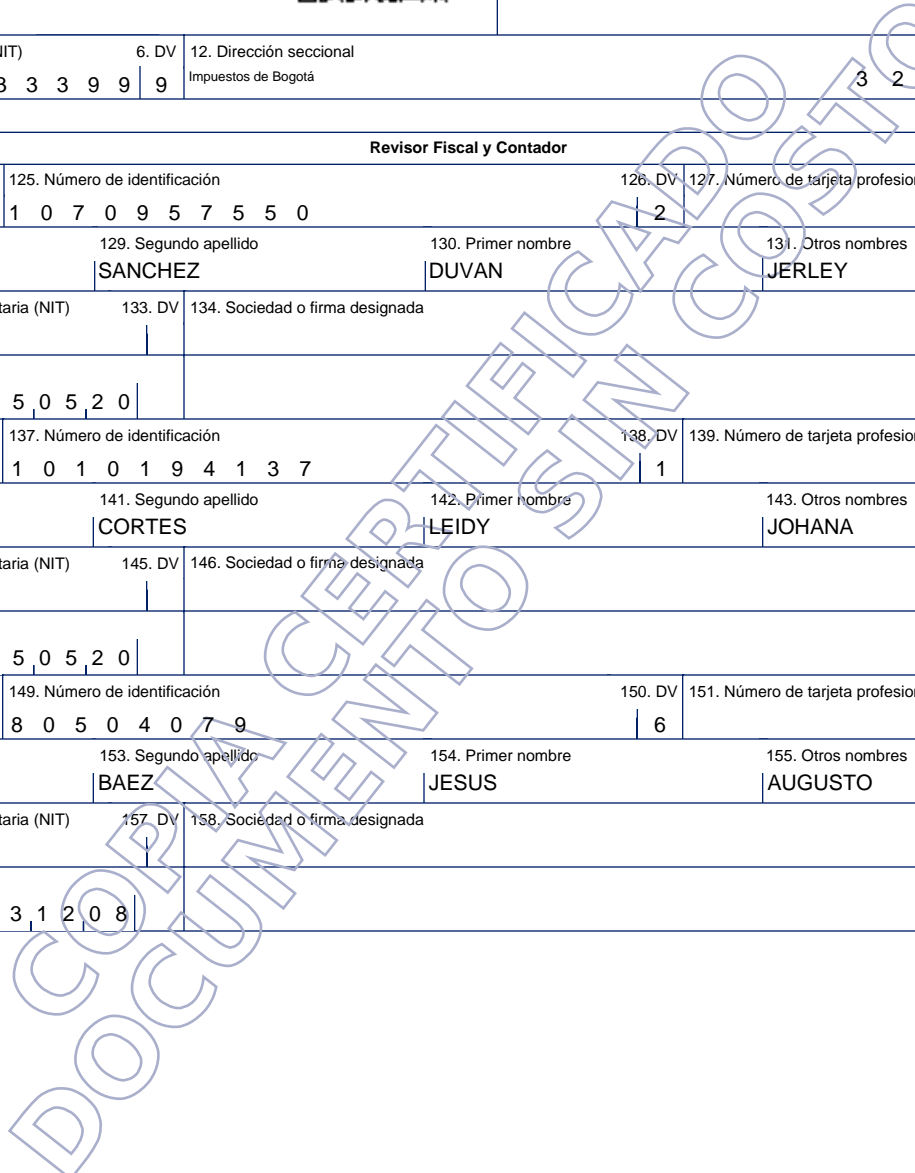 NIT) 6. DV 12. Dirección seccional
3 3 3 9 9 9 Impuestos de Bogotá 3 2
Revisor Fiscal y Contador
125. Número de identificación 126. DV 127. Número de tarjeta profesion
1 0 7 0 9 5 7 5 5 0 2
129. Segundo apellido 130. Primer nombre 131. Otros nombres
SANCHEZ DUVAN JERLEY
taria (NIT) 133. DV 134. Sociedad o firma designada
5 0 5 2 0
137. Número de identificación 138. DV 139. Número de tarjeta profesion
1 0 1 0 1 9 4 1 3 7 1
141. Segundo apellido 142. Primer nombre 143. Otros nombres
CORTES LEIDY JOHANA
taria (NIT) 145. DV 146. Sociedad o firma designada
5 0 5 2 0
149. Número de identificación 150. DV 151. Número de tarjeta profesion
8 0 5 0 4 0 7 9 6
153. Segundo apellido 154. Primer nombre 155. Otros nombres
BAEZ JESUS AUGUSTO
taria (NIT) 157. DV 158. Sociedad o firma designada
3 1 2 0 8
COPIA CERTIFICADO
DOCUMENTO SIN COSTO